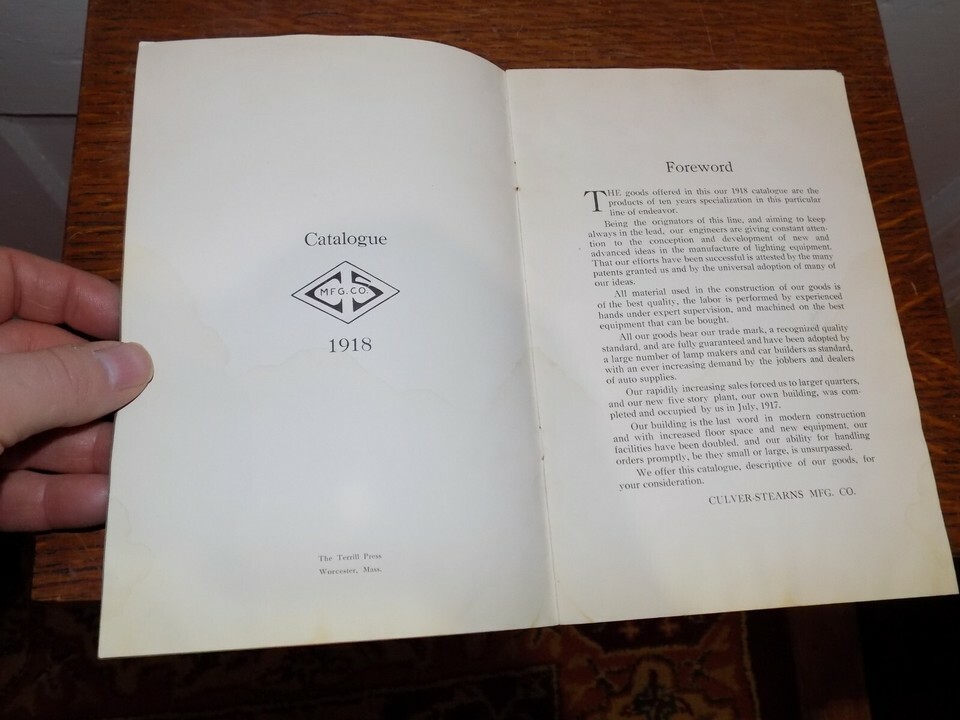 Catalogue
CS
MFG.CO.
1918
The Terrill Press
Worcester, Mass.
Foreword
THE goods offered in this our 1918 catalogue are the
products of ten years specialization in this particular
line of endeavor.
Being the orignators of this line, and aiming to keep
always in the lead, our engineers are giving constant atten-
tion to the conception and development of new and
advanced ideas in the manufacture of lighting equipment.
That our efforts have been successful is attested by the many
patents granted us and by the universal adoption of many of
our ideas.
All material used in the construction of our goods is
of the best quality, the labor is performed by experienced
hands under expert supervision, and machined on the best
equipment that can be bought.
All our goods bear our trade mark, a recognized quality
standard, and are fully guaranteed and have been adopted by
a large number of lamp makers and car builders as standard,
with an ever increasing demand by the jobbers and dealers
of auto supplies.
Our rapidily increasing sales forced us to larger quarters,
and our new five story plant, our own building, was com-
pleted and occupied by us in July, 1917.
Our building is the last word in modern construction
and with increased floor space and new equipment, our
facilities have been doubled, and our ability for handling
orders promptly, be they small or large, is unsurpassed.
We offer this catalogue, descriptive of our goods, for
your consideration.
CULVER-STEARNS MFG. CO.